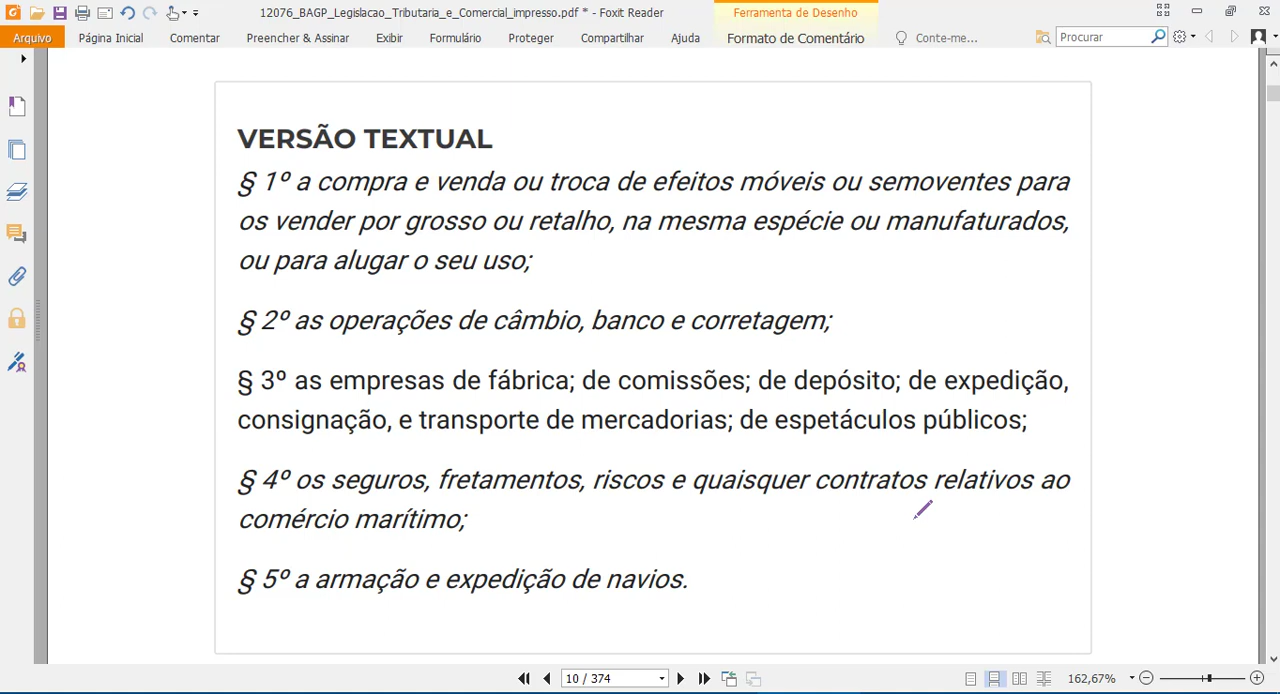 12076_BAGP_Legislacao_Tributaria_e_Comercial_impresso.pdf * - Foxit Reader
Ferramenta de Desenho
Arquivo Página Inicial Comentar Preencher & Assinar Exibir Formulário Proteger Compartilhar Ajuda Formato de Comentário Conte-me... Procurar
VERSÃO TEXTUAL
§ 1º a compra e venda ou troca de efeitos móveis ou semoventes para
os vender por grosso ou retalho, na mesma espécie ou manufaturados,
ou para alugar o seu uso;
§ 2º as operações de câmbio, banco e corretagem;
§ 3º as empresas de fábrica; de comissões; de depósito; de expedição,
consignação, e transporte de mercadorias; de espetáculos públicos;
§ 4º os seguros, fretamentos, riscos e quaisquer contratos relativos ao
comércio marítimo;
§ 5º a armação e expedição de navios.
10 / 374
162,67%